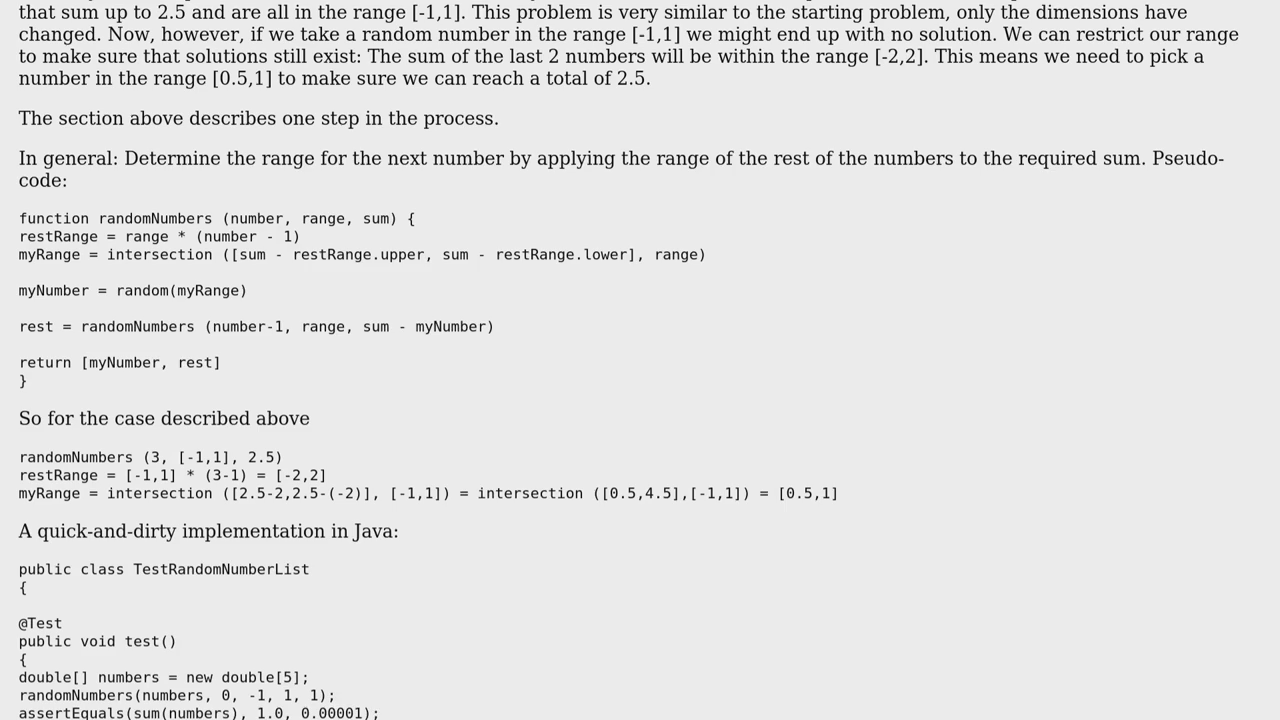 that sum up to 2.5 and are all in the range [-1,1]. This problem is very similar to the starting problem, only the dimensions have
changed. Now, however, if we take a random number in the range [-1,1] we might end up with no solution. We can restrict our range
to make sure that solutions still exist: The sum of the last 2 numbers will be within the range [-2,2]. This means we need to pick a
number in the range [0.5,1] to make sure we can reach a total of 2.5.
The section above describes one step in the process.
In general: Determine the range for the next number by applying the range of the rest of the numbers to the required sum. Pseudo-
code:
function randomNumbers (number, range, sum) {
restRange = range * (number - 1)
myRange = intersection ([sum - restRange.upper, sum - restRange.lower], range)
myNumber = random(myRange)
rest = randomNumbers (number-1, range, sum - myNumber)
return [myNumber, rest]
}
So for the case described above
randomNumbers (3, [-1,1], 2.5)
restRange = [-1,1] * (3-1) = [-2,2]
myRange = intersection ([2.5-2,2.5-(-2)], [-1,1]) = intersection ([0.5,4.5],[-1,1]) = [0.5,1]
A quick-and-dirty implementation in Java:
public class TestRandomNumberList
{
@Test
public void test()
{
double[] numbers = new double[5];
randomNumbers(numbers, 0, -1, 1, 1);
assertEquals(sum(numbers), 1.0, 0.00001);